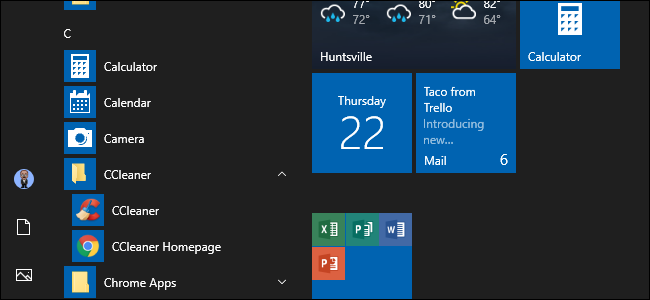 C
Calculator
Calendar
Camera
CCleaner
CCleaner
CCleaner Homepage
Chrome Apps
77° 80° 82°
72° 71° 64°
Huntsville
Calculator
Thursday
22
Taco from
Trello
Introducing
new...
Mail 6
X P W
P